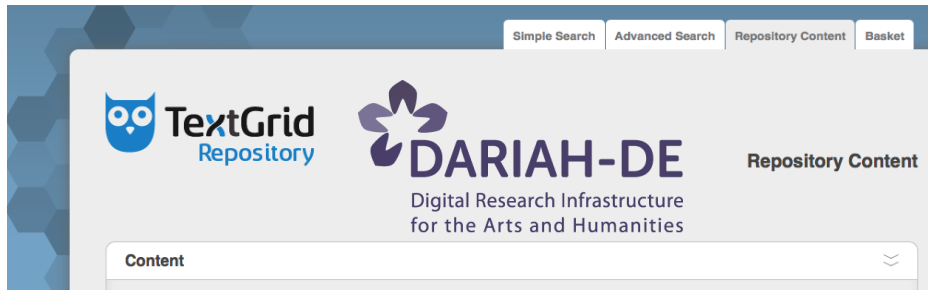 Simple Search Advanced Search Repository Content Basket
TextGrid
Repository
DARIAH-DE
Digital Research Infrastructure
for the Arts and Humanities
Repository Content
Content